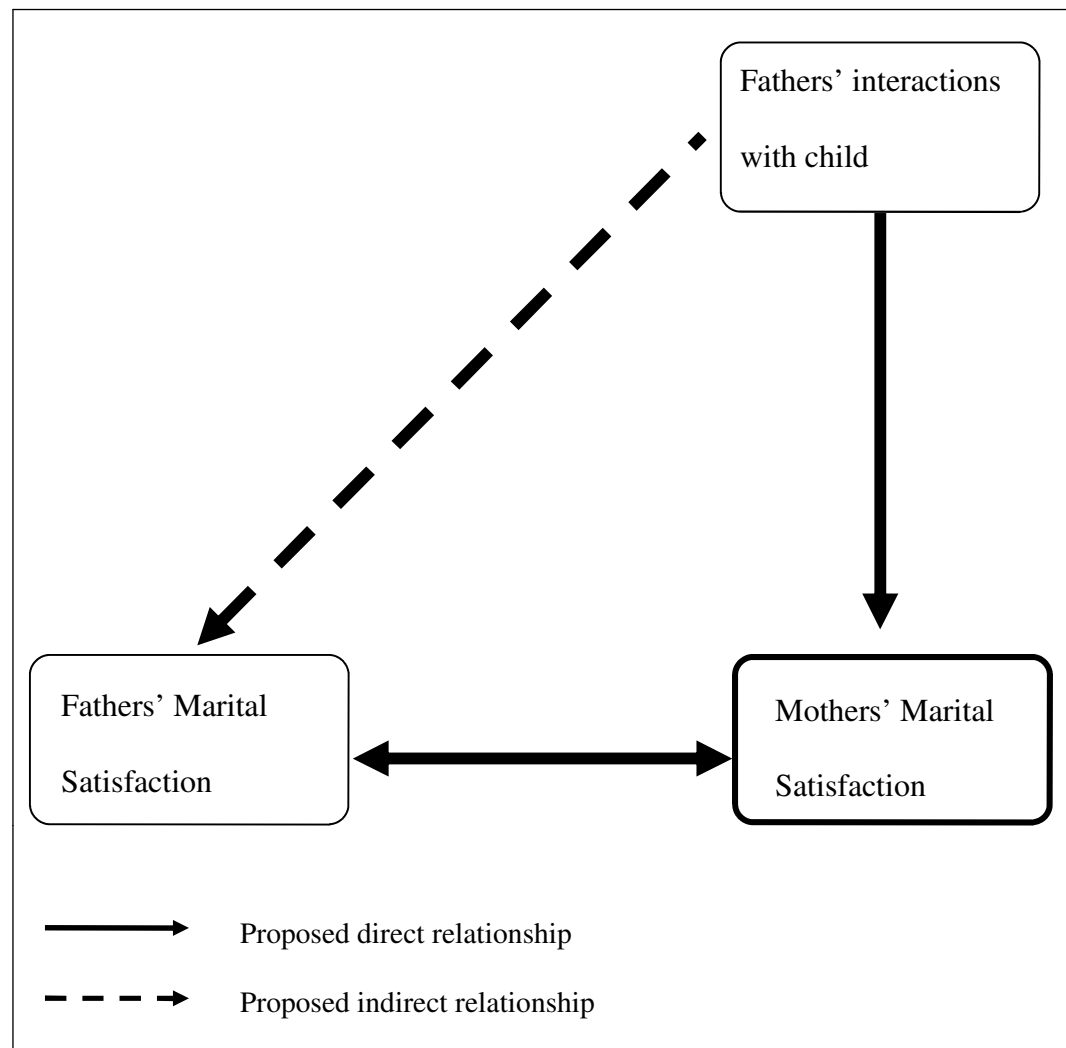 Fathers’ interactions
with child
Fathers’ Marital
Satisfaction
Mothers’ Marital
Satisfaction
Proposed direct relationship
Proposed indirect relationship